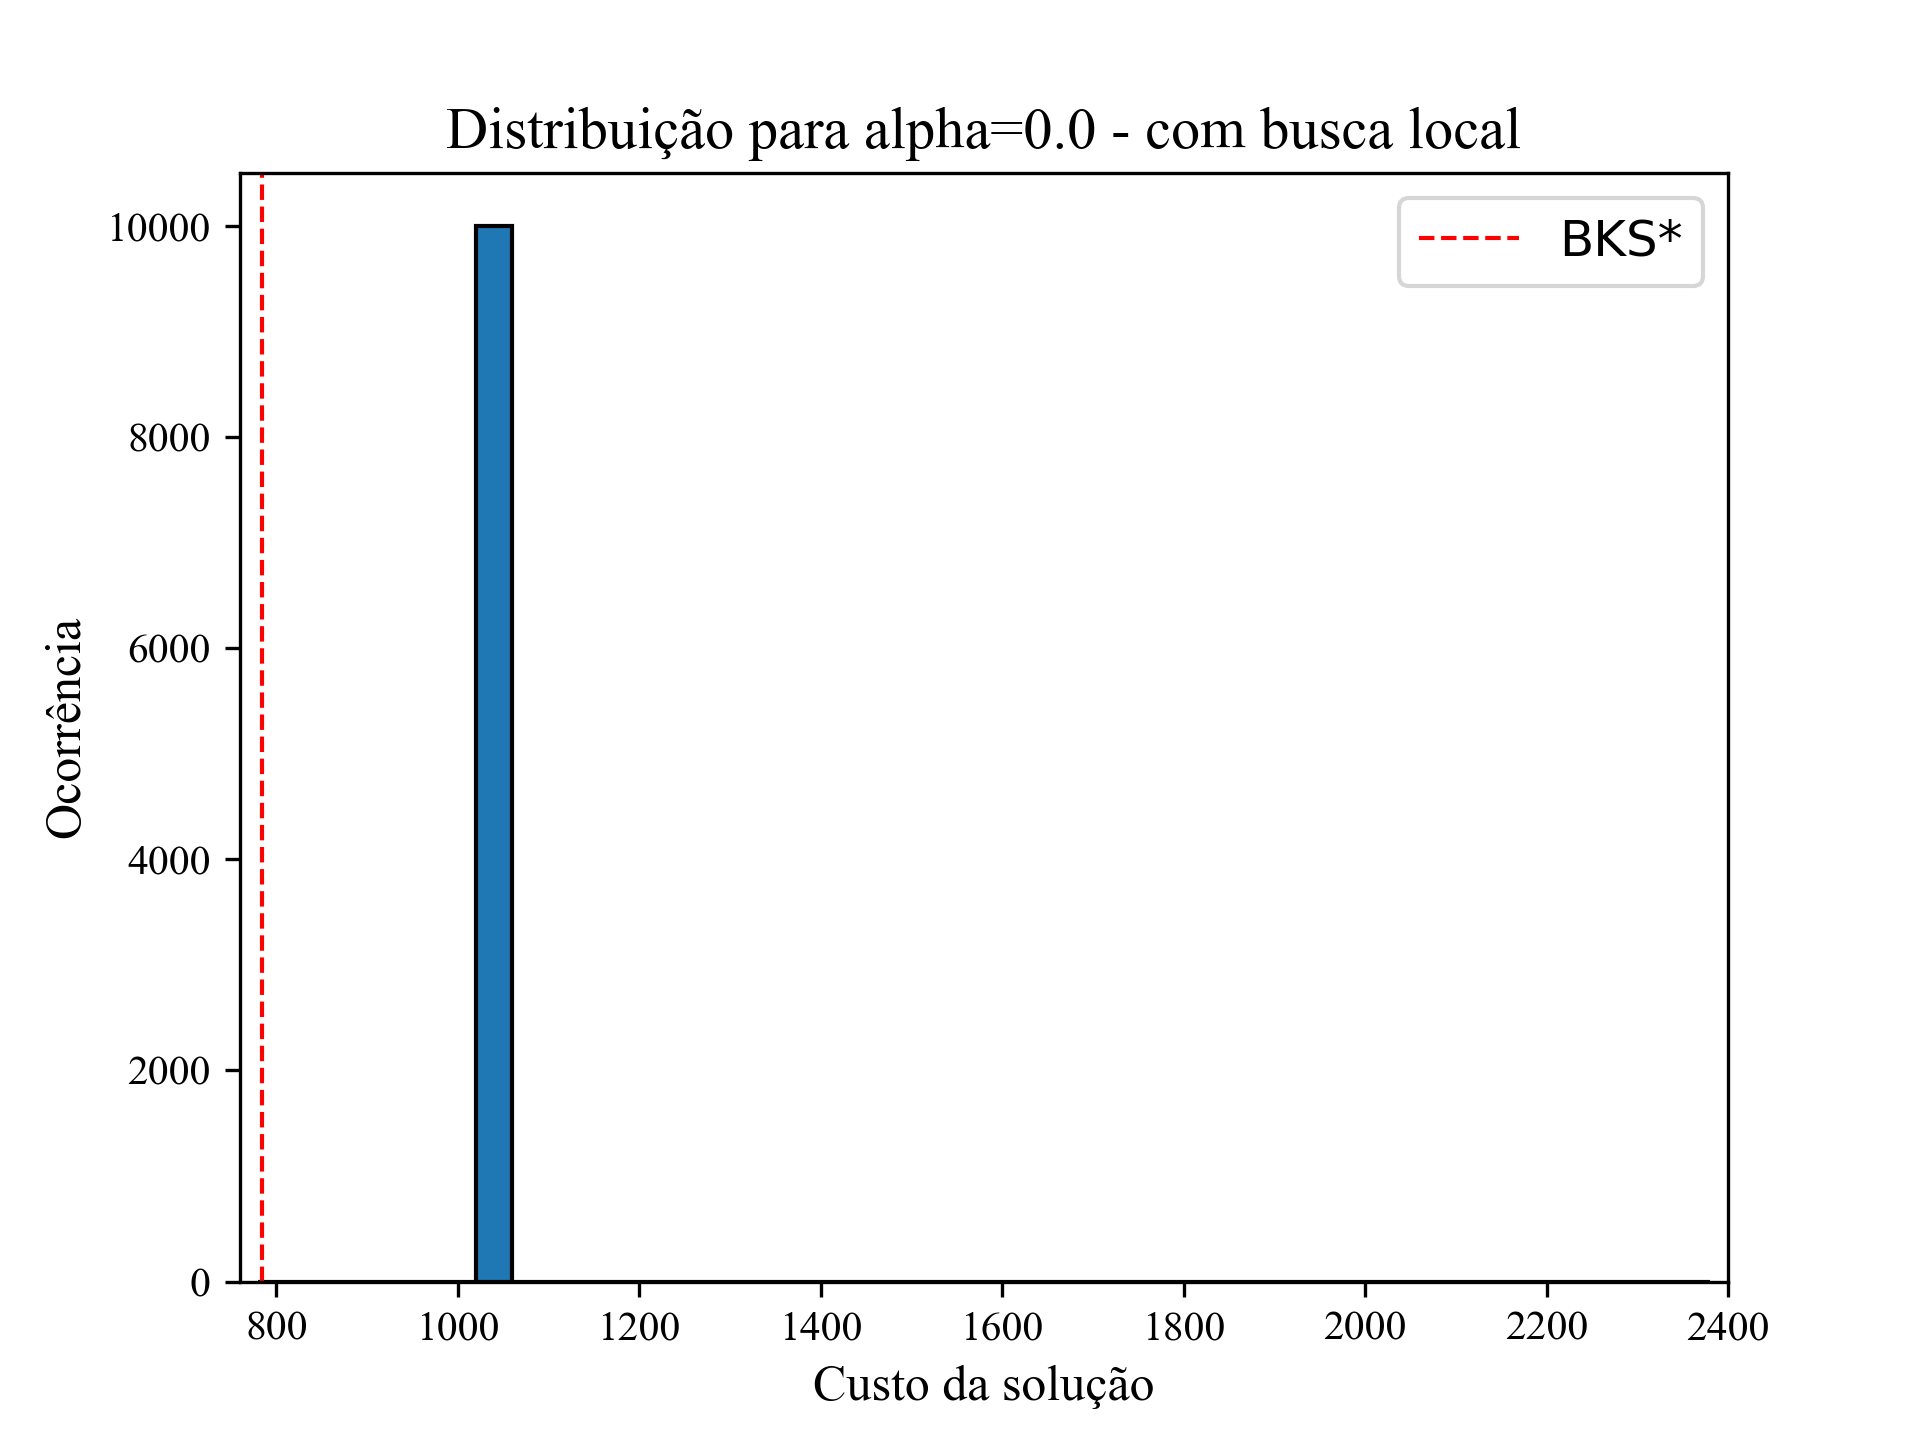 Distribuição para alpha=0.0 - com busca local
BKS*
10000
8000
6000
4000
2000
0
Ocorrência
800 1000 1200 1400 1600 1800 2000 2200 2400
Custo da solução